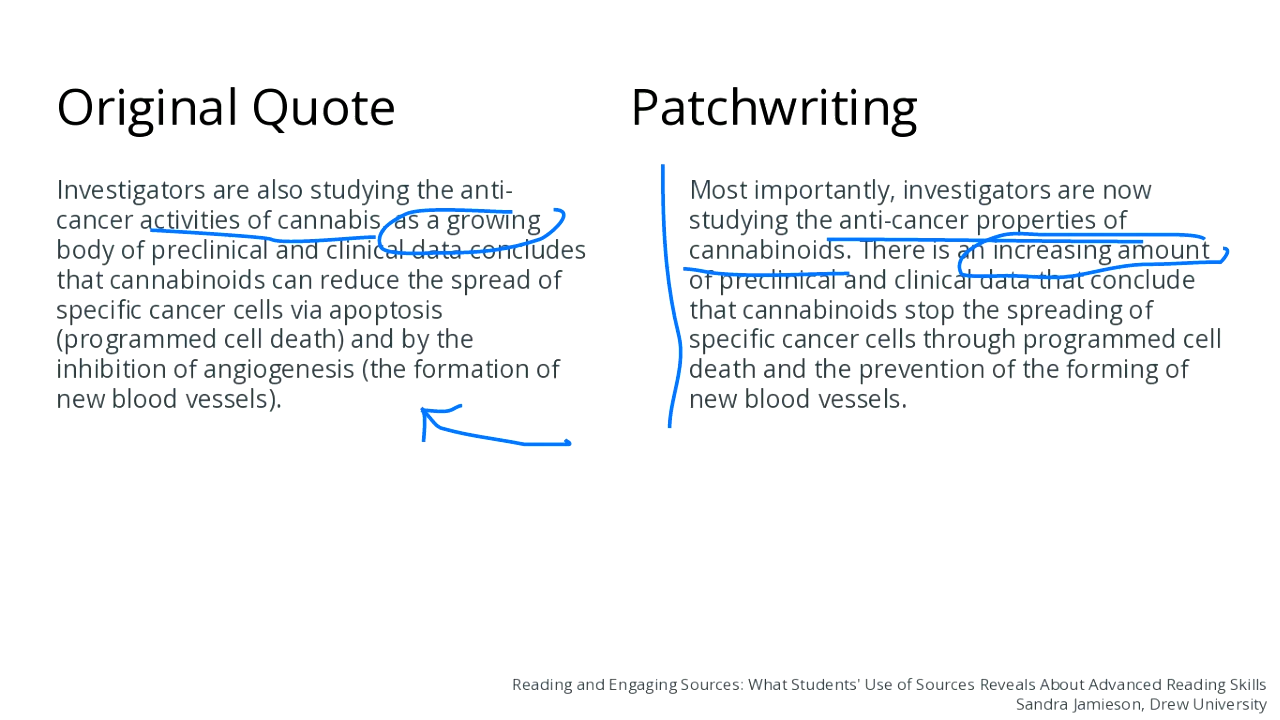 Original Quote
Investigators are also studying the anti-
cancer activities of cannabis, as a growing
body of preclinical and clinical data concludes
that cannabinoids can reduce the spread of
specific cancer cells via apoptosis
(programmed cell death) and by the
inhibition of angiogenesis (the formation of
new blood vessels).
Patchwriting
Most importantly, investigators are now
studying the anti-cancer properties of
cannabinoids. There is an increasing amount
of preclinical and clinical data that conclude
that cannabinoids stop the spreading of
specific cancer cells through programmed cell
death and the prevention of the forming of
new blood vessels.
Reading and Engaging Sources: What Students' Use of Sources Reveals About Advanced Reading Skills
Sandra Jamieson, Drew University